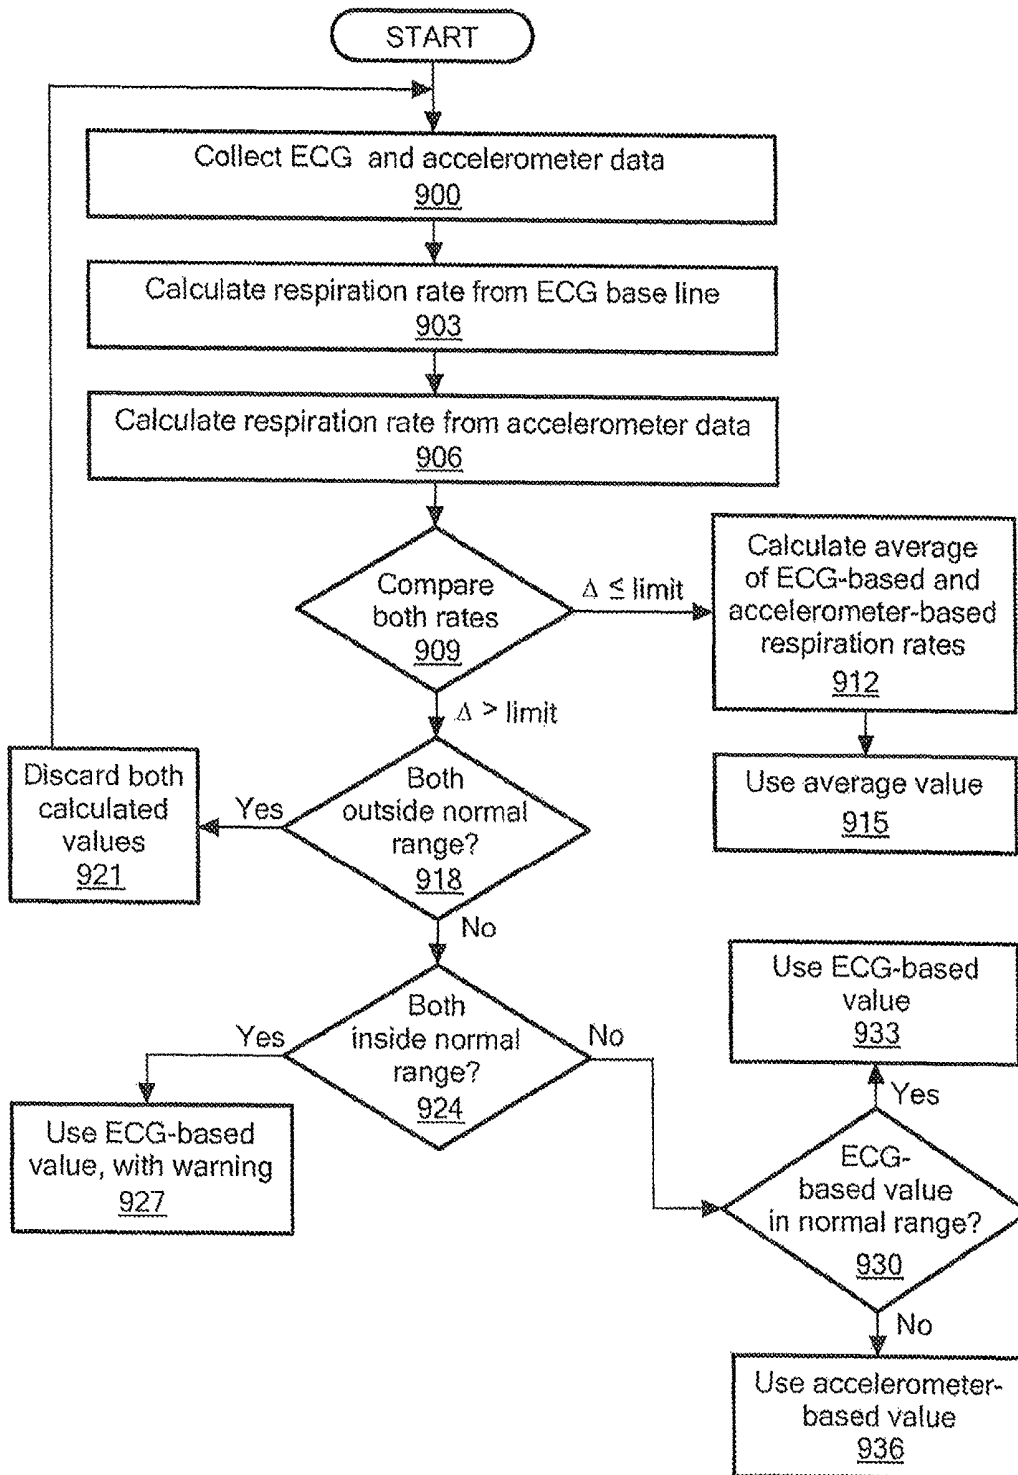 START
Collect ECG and accelerometer data
900
Calculate respiration rate from ECG base line
903
Calculate respiration rate from accelerometer data
906
Compare
both rates
909
Δ ≤ limit
Calculate average
of ECG-based and
accelerometer-based
respiration rates
912
Δ > limit
Use average value
915
Both
outside normal
range?
918
Yes
Discard both
calculated
values
921
No
Both
inside normal
range?
924
Yes
No
Use ECG-based
value, with warning
927
Use ECG-based
value
933
Yes
ECG-
based value
in normal range?
930
No
Use accelerometer-
based value
936